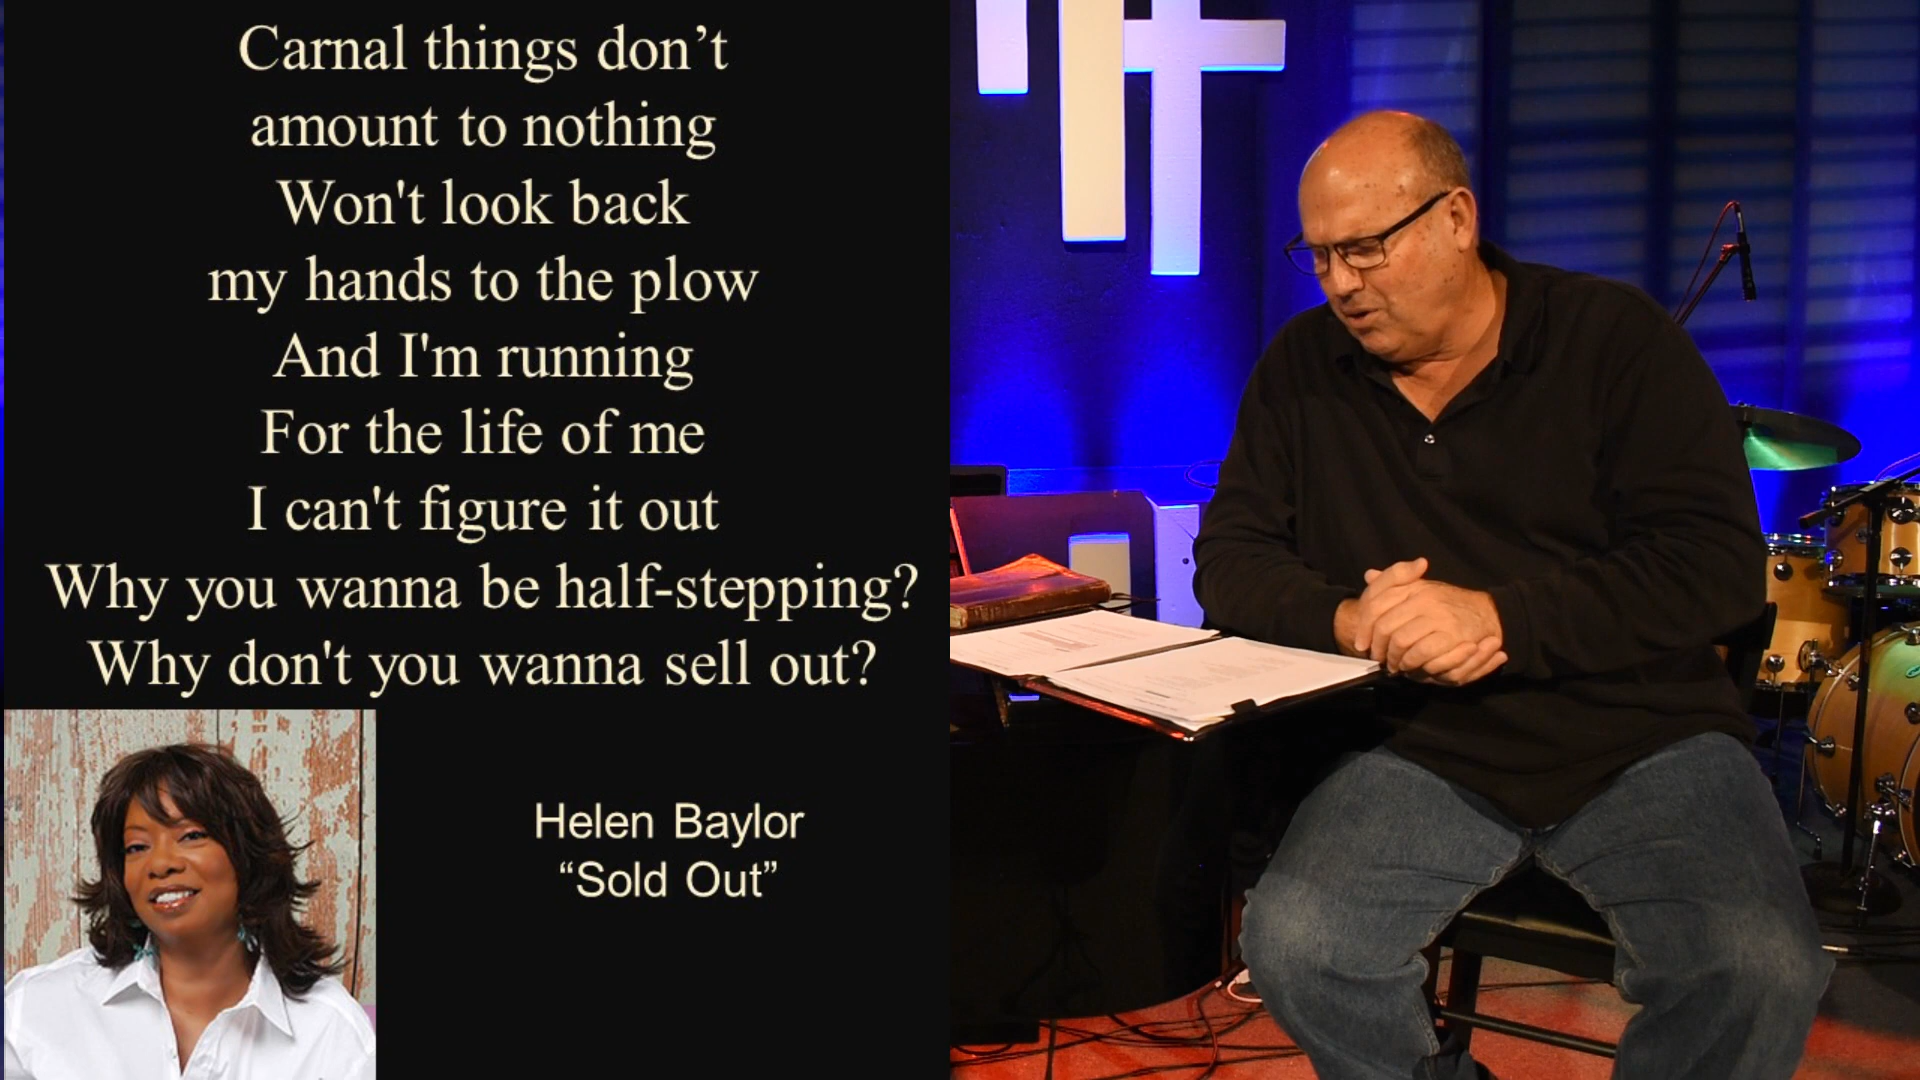 Carnal things don’t
amount to nothing
Won't look back
my hands to the plow
And I'm running
For the life of me
I can't figure it out
Why you wanna be half-stepping?
Why don't you wanna sell out?
Helen Baylor
“Sold Out”